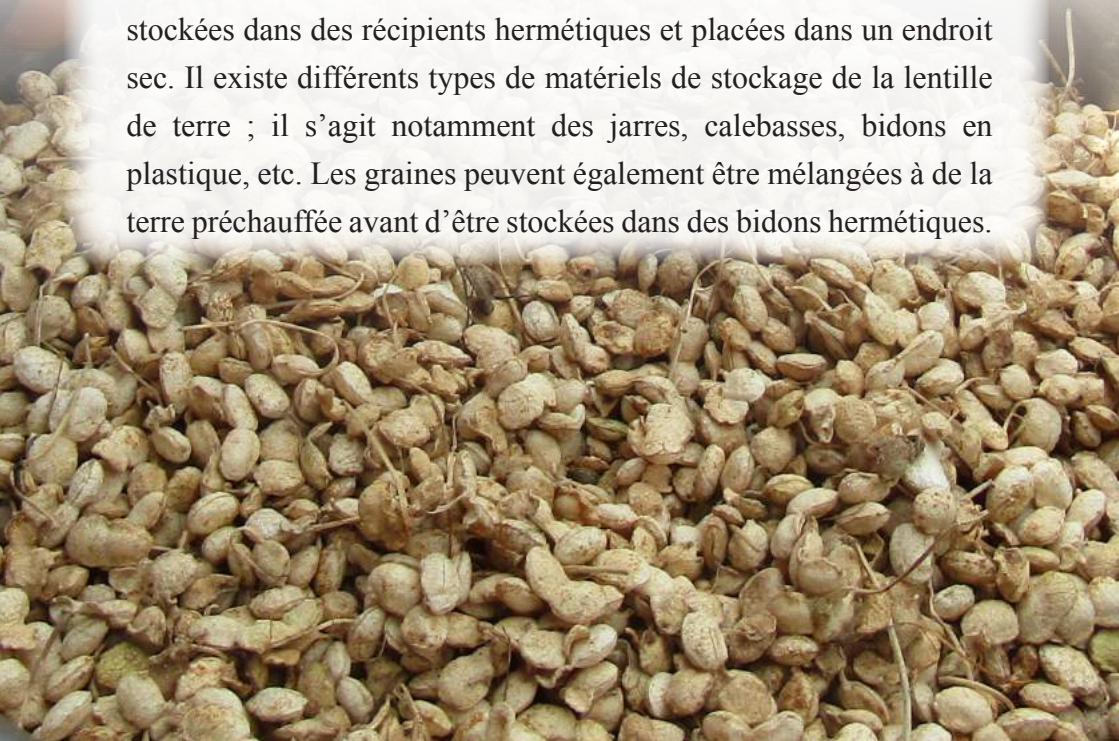 stockées dans des récipients hermétiques et placées dans un endroit
sec. Il existe différents types de matériels de stockage de la lentille
de terre ; il s’agit notamment des jarres, calebasses, bidons en
plastique, etc. Les graines peuvent également être mélangées à de la
terre préchauffée avant d’être stockées dans des bidons hermétiques.